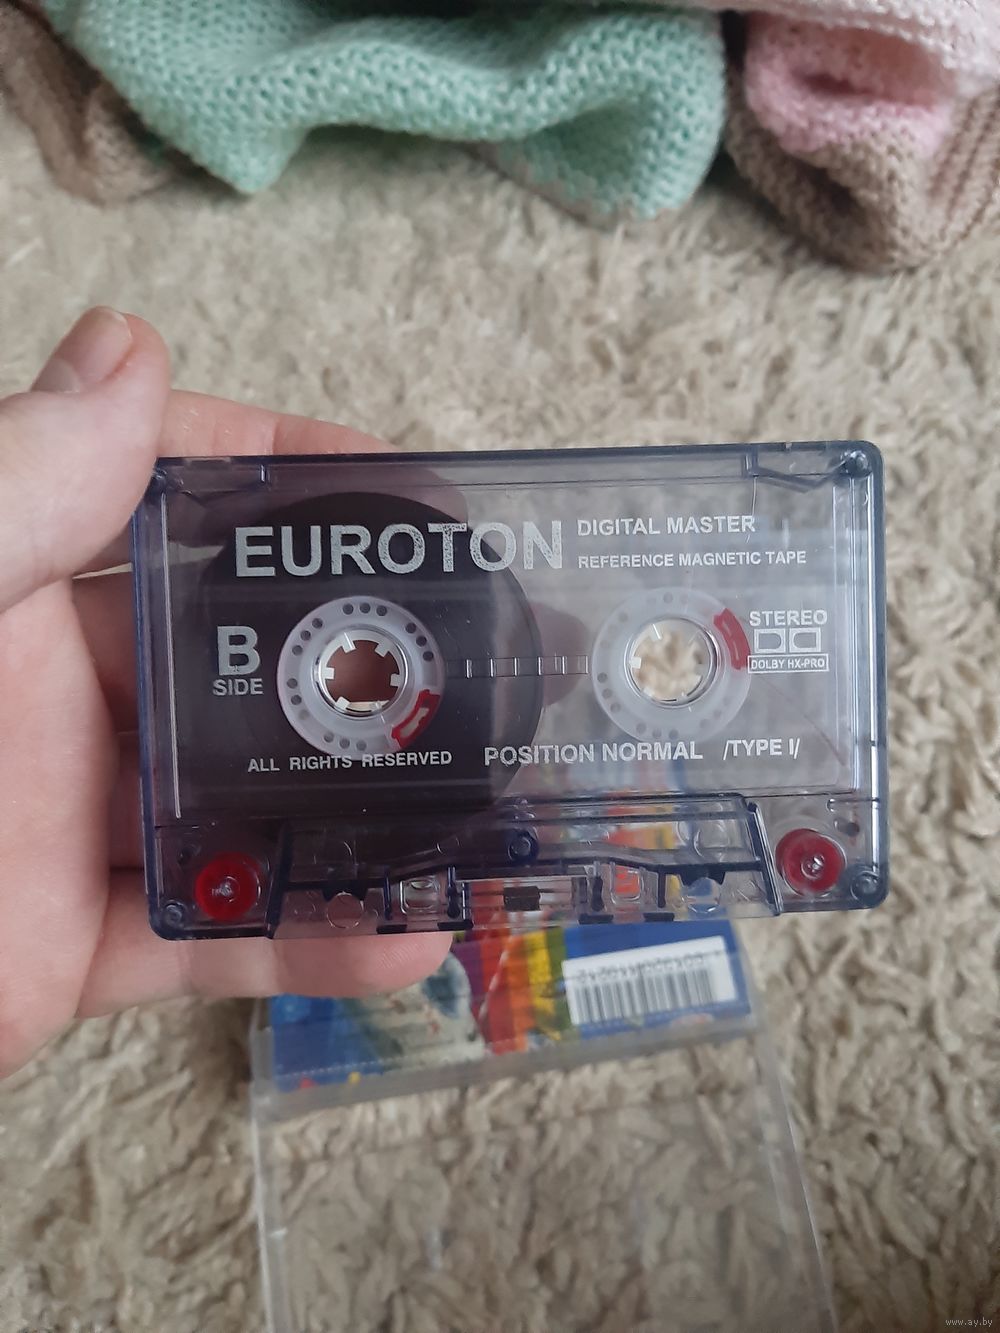 EUROTON
DIGITAL MASTER
REFERENCE MAGNETIC TAPE
B
SIDE
STEREO
DOLBY HX-PRO
ALL RIGHTS RESERVED
POSITION NORMAL /TYPE I/
www.ay.by